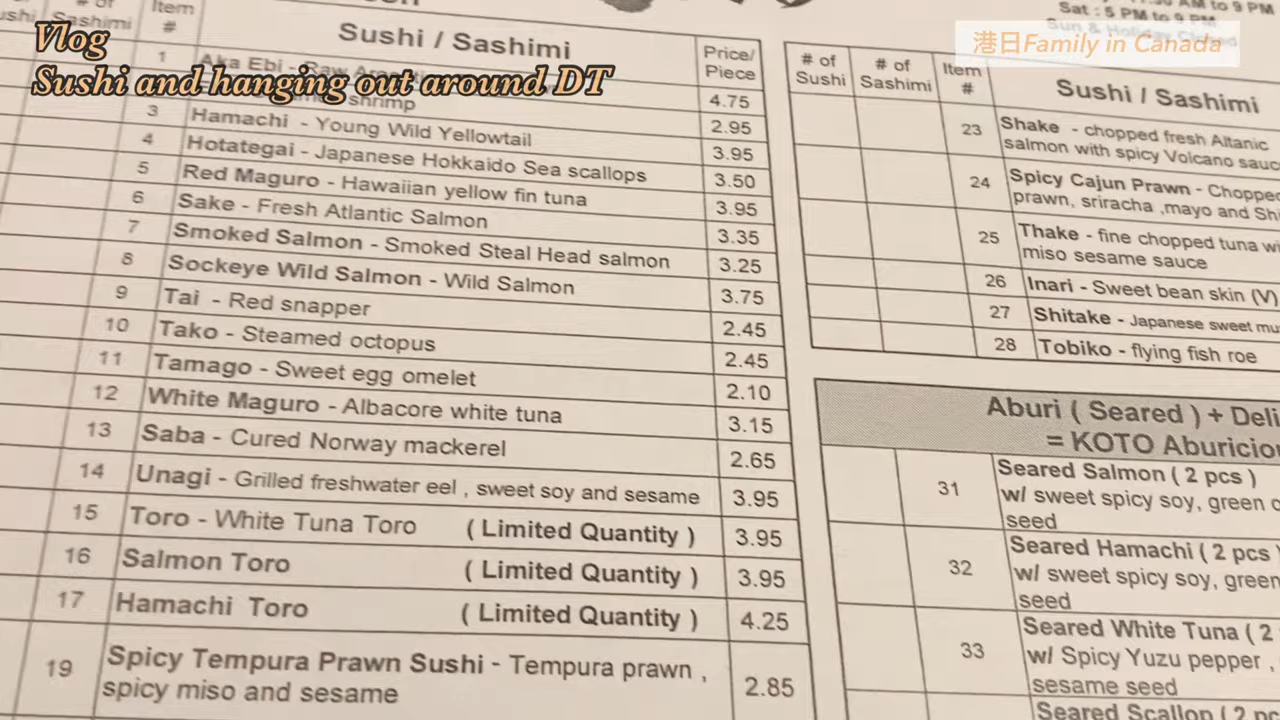 Vlog
Sushi and hanging out around DT
港日Family in Canada
Sashimi
Item
#
Sushi / Sashimi
Price/
Piece
1 Aka Ebi - Raw 4.75
shrimp 2.95
3 Hamachi - Young Wild Yellowtail 3.95
4 Hotategai - Japanese Hokkaido Sea scallops 3.50
5 Red Maguro - Hawaiian yellow fin tuna 3.95
6 Sake - Fresh Atlantic Salmon 3.35
7 Smoked Salmon - Smoked Steal Head salmon 3.25
8 Sockeye Wild Salmon - Wild Salmon 3.75
9 Tai - Red snapper 2.45
10 Tako - Steamed octopus 2.45
11 Tamago - Sweet egg omelet 2.10
12 White Maguro - Albacore white tuna 3.15
13 Saba - Cured Norway mackerel 2.65
14 Unagi - Grilled freshwater eel , sweet soy and sesame 3.95
15 Toro - White Tuna Toro ( Limited Quantity ) 3.95
16 Salmon Toro ( Limited Quantity ) 3.95
17 Hamachi Toro ( Limited Quantity ) 4.25
19 Spicy Tempura Prawn Sushi - Tempura prawn ,
spicy miso and sesame 2.85
AM to 9 PM
Sat : 5 PM to 9 PM
# of
Sushi
# of
Sashimi
Item
#
Sushi / Sashimi
23 Shake - chopped fresh Altanic
salmon with spicy Volcano
24 Spicy Cajun Prawn - Chopped
prawn, sriracha ,mayo and
25 Thake - fine chopped tuna
miso sesame sauce
26 Inari - Sweet bean skin (V)
27 Shitake - Japanese sweet
28 Tobiko - flying fish roe
Aburi ( Seared ) +
= KOTO
31 Seared Salmon ( 2 pcs )
w/ sweet spicy soy, green
seed
32 Seared Hamachi ( 2 pcs )
w/ sweet spicy soy, green
seed
33 Seared White Tuna ( 2
w/ Spicy Yuzu pepper ,
sesame seed
Seared Scallop ( 2